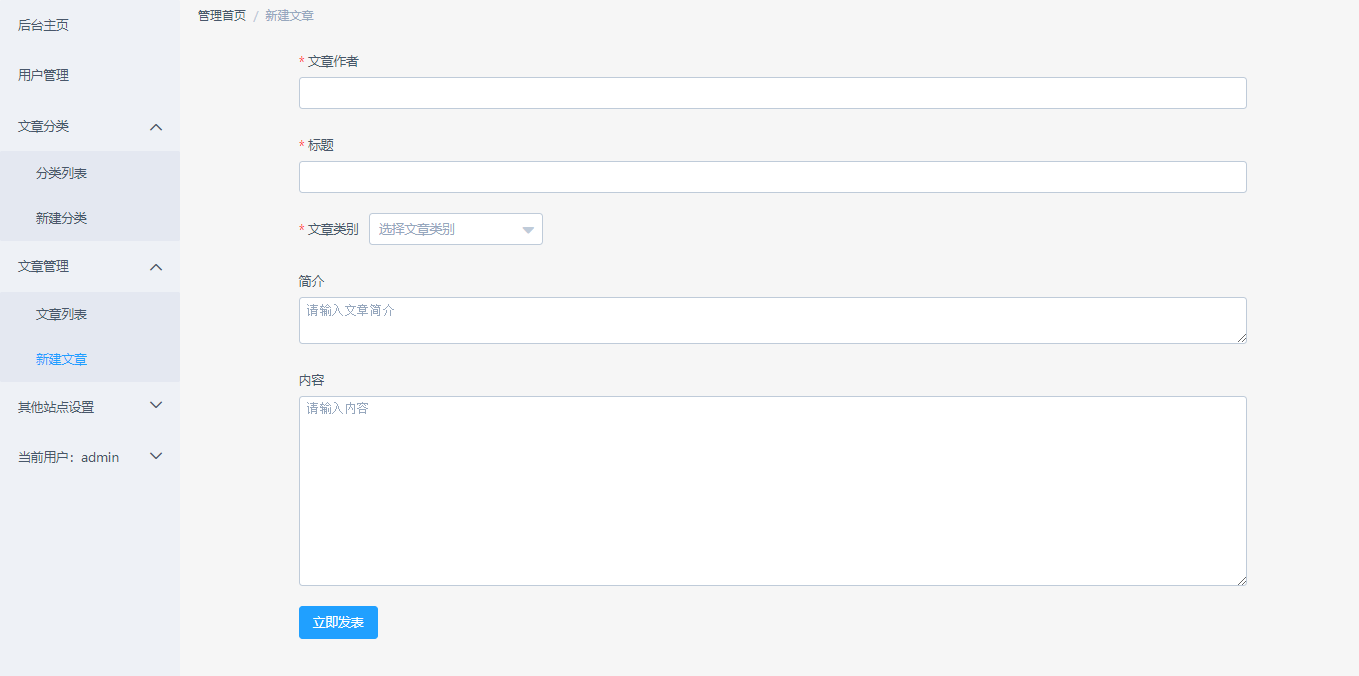 后台主页
用户管理
文章分类
分类列表
新建分类
文章管理
文章列表
新建文章
其他站点设置
当前用户：admin
管理首页 / 新建文章
* 文章作者
* 标题
* 文章类别 选择文章类别
简介
请输入文章简介
内容
请输入内容
立即发表